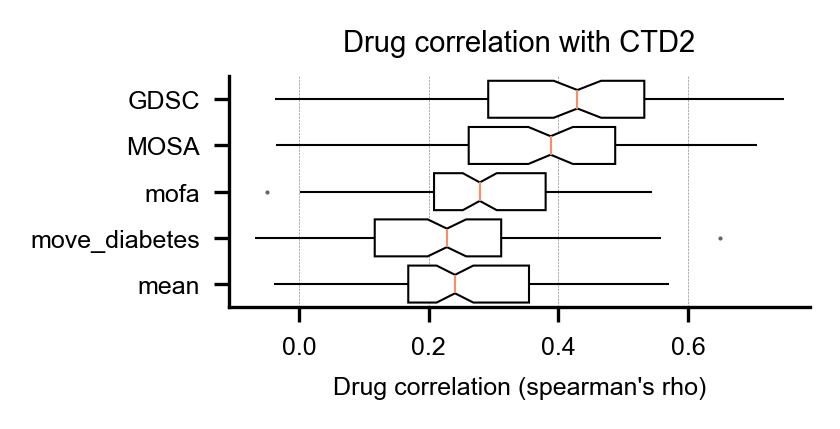 Drug correlation with CTD2
GDSC
MOSA
mofa
move_diabetes
mean
0.0 0.2 0.4 0.6
Drug correlation (spearman's rho)